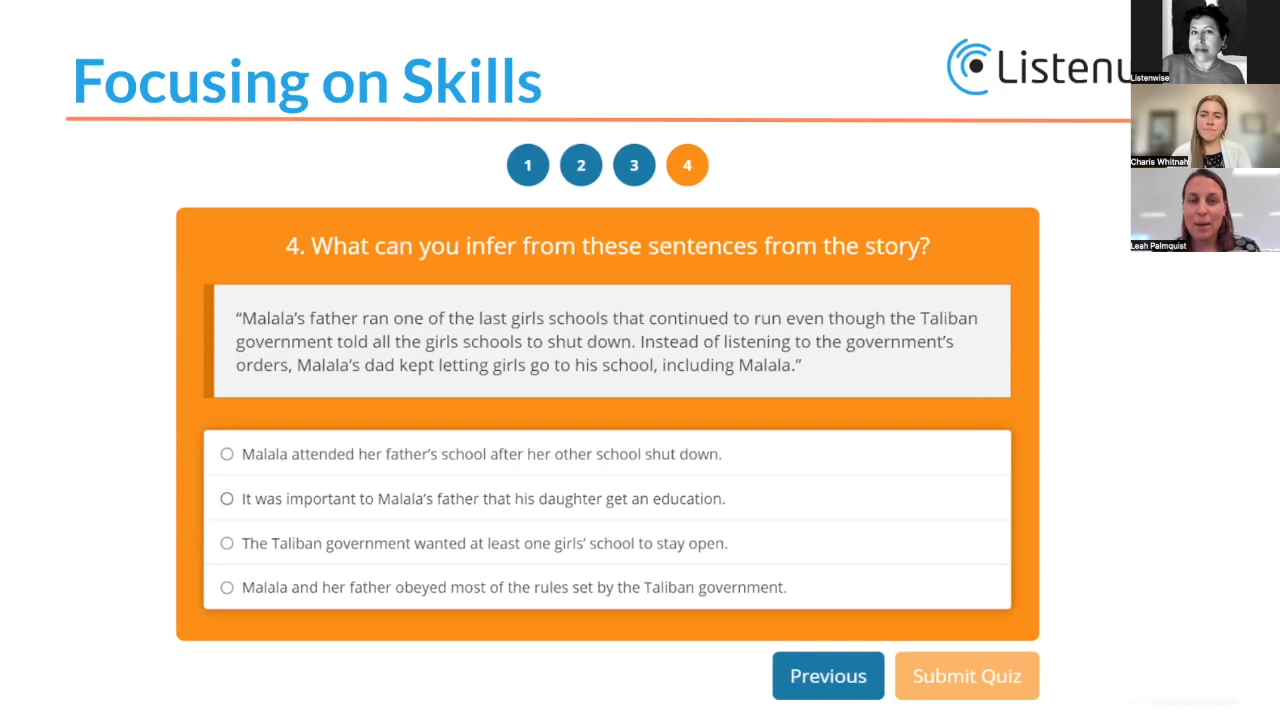 Focusing on Skills
Listenw
Listenwise
Charis Whitnah
Leah Palmquist
1 2 3 4
4. What can you infer from these sentences from the story?
“Malala’s father ran one of the last girls schools that continued to run even though the Taliban
government told all the girls schools to shut down. Instead of listening to the government’s
orders, Malala’s dad kept letting girls go to his school, including Malala.”
Malala attended her father’s school after her other school shut down.
It was important to Malala’s father that his daughter get an education.
The Taliban government wanted at least one girls’ school to stay open.
Malala and her father obeyed most of the rules set by the Taliban government.
Previous
Submit Quiz